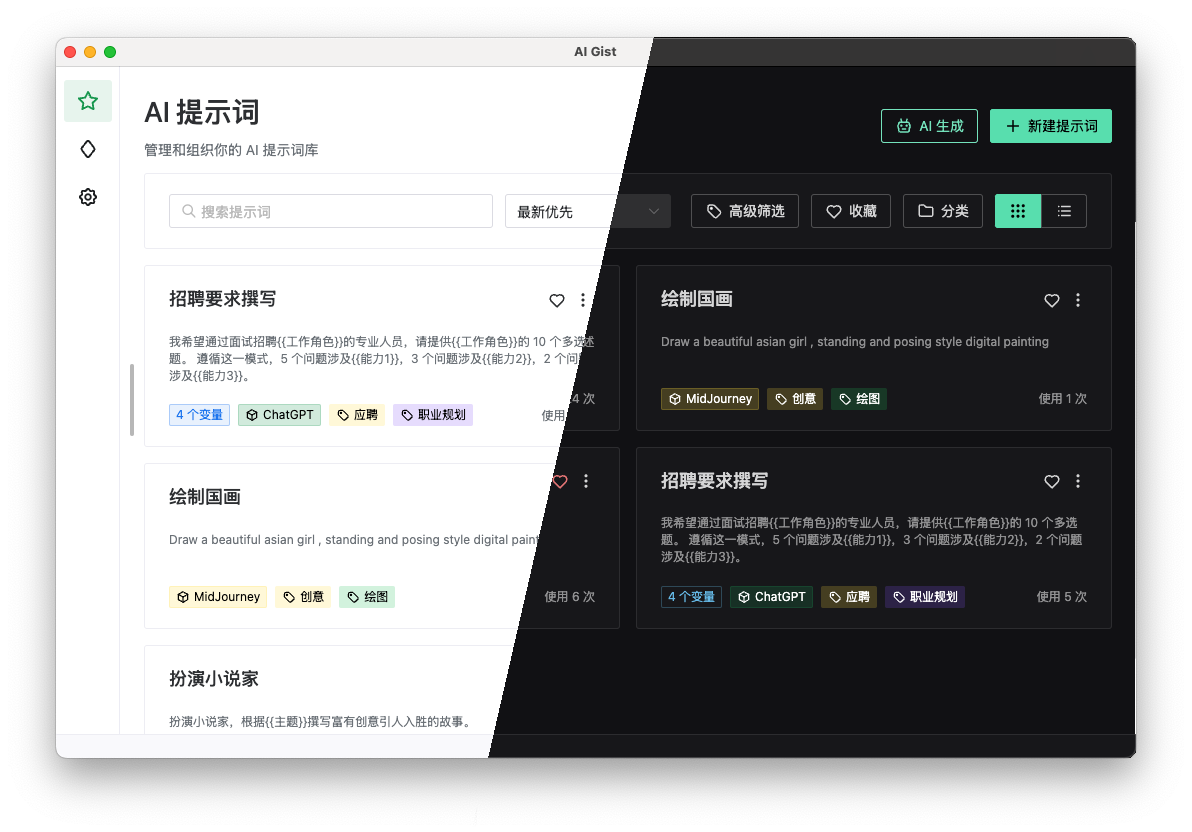 AI Gist
AI 提示词
管理和组织你的 AI 提示词库
AI 生成
新建提示词
搜索提示词
最新优先
高级筛选
收藏
分类
招聘要求撰写
我希望通过面试招聘{{工作角色}}的专业人员，请提供{{工作角色}}的 10 个多选述
题。 遵循这一模式，5 个问题涉及{{能力1}}，3 个问题涉及{{能力2}}，2 个问
涉及{{能力3}}。
4 个变量
ChatGPT
应聘
职业规划
使用 4 次
绘制国画
Draw a beautiful asian girl , standing and posing style digital painting
MidJourney
创意
绘图
使用 1 次
绘制国画
Draw a beautiful asian girl , standing and posing style digital paint
MidJourney
创意
绘图
使用 6 次
招聘要求撰写
我希望通过面试招聘{{工作角色}}的专业人员，请提供{{工作角色}}的 10 个多选
题。 遵循这一模式，5 个问题涉及{{能力1}}，3 个问题涉及{{能力2}}，2 个问题
涉及{{能力3}}。
4 个变量
ChatGPT
应聘
职业规划
使用 5 次
扮演小说家
扮演小说家，根据{{主题}}撰写富有创意引人入胜的故事。